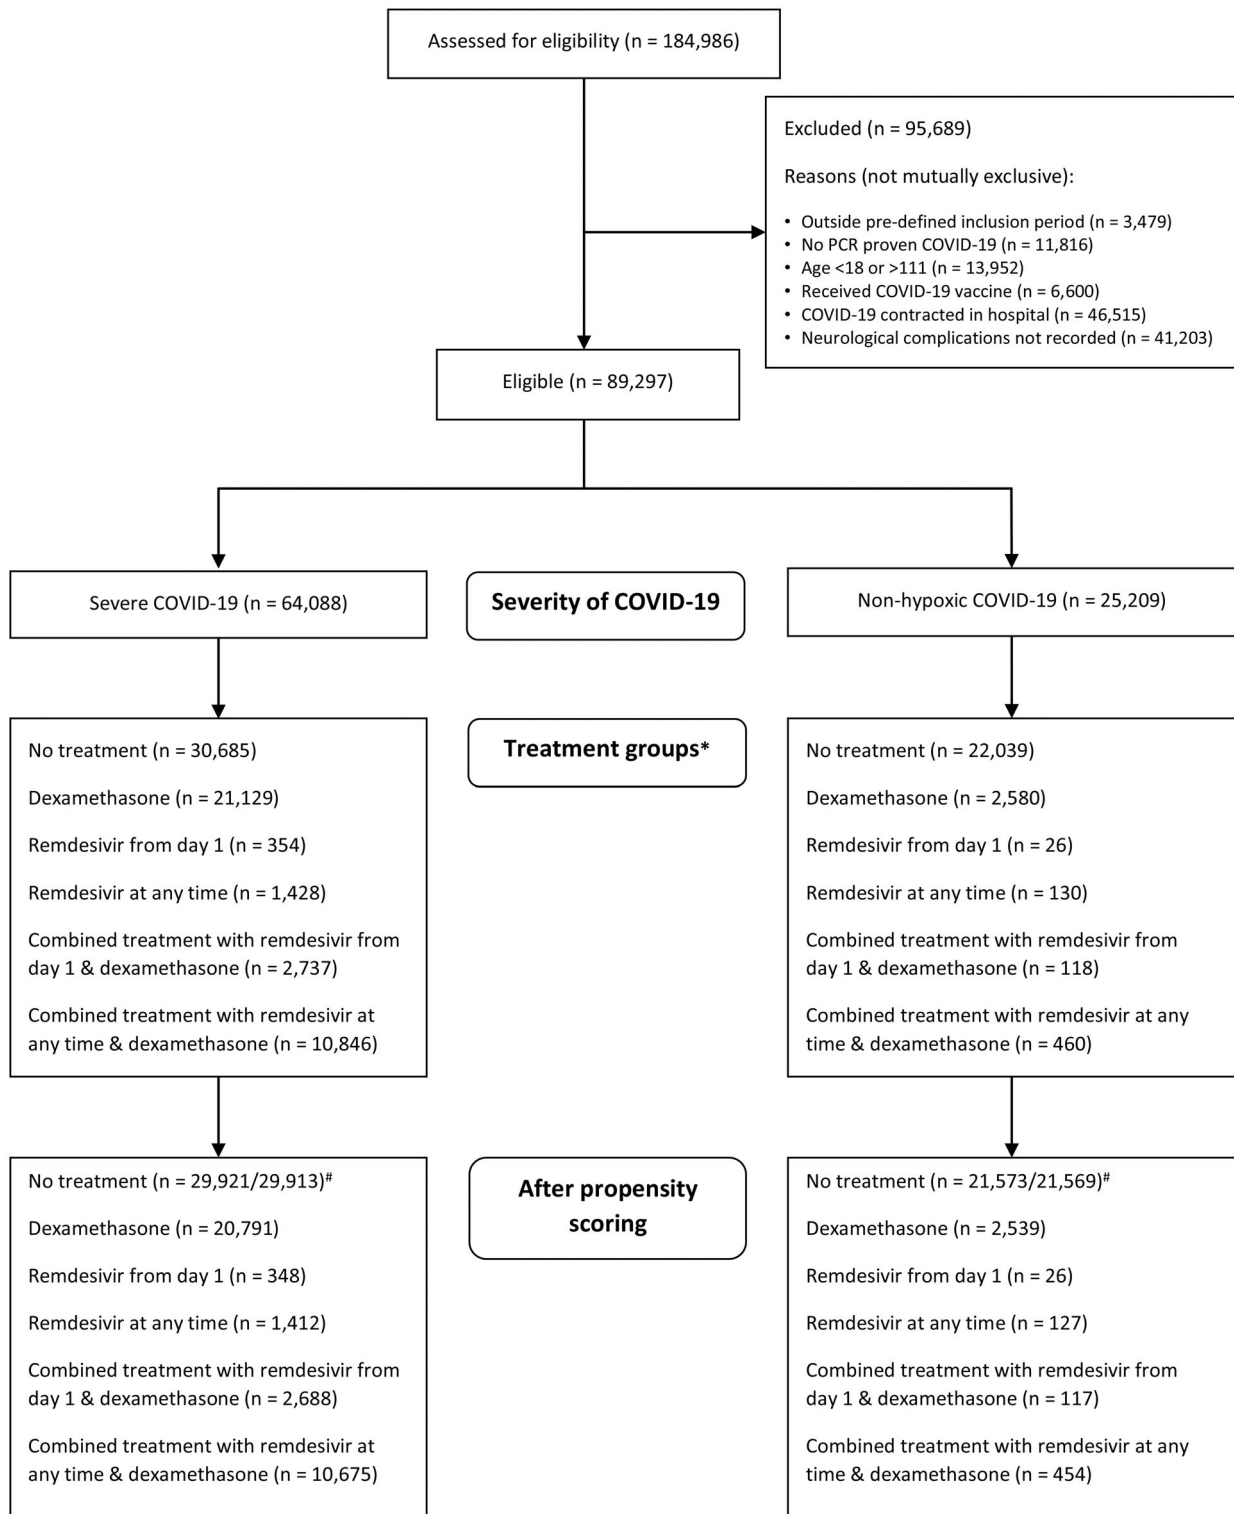 Assessed for eligibility (n = 184,986)
Excluded (n = 95,689)
Reasons (not mutually exclusive):
• Outside pre-defined inclusion period (n = 3,479)
• No PCR proven COVID-19 (n = 11,816)
• Age <18 or >111 (n = 13,952)
• Received COVID-19 vaccine (n = 6,600)
• COVID-19 contracted in hospital (n = 46,515)
• Neurological complications not recorded (n = 41,203)
Eligible (n = 89,297)
Severe COVID-19 (n = 64,088)
Severity of COVID-19
Non-hypoxic COVID-19 (n = 25,209)
No treatment (n = 30,685)
Dexamethasone (n = 21,129)
Remdesivir from day 1 (n = 354)
Remdesivir at any time (n = 1,428)
Combined treatment with remdesivir from
day 1 & dexamethasone (n = 2,737)
Combined treatment with remdesivir at
any time & dexamethasone (n = 10,846)
Treatment groups*
No treatment (n = 22,039)
Dexamethasone (n = 2,580)
Remdesivir from day 1 (n = 26)
Remdesivir at any time (n = 130)
Combined treatment with remdesivir from
day 1 & dexamethasone (n = 118)
Combined treatment with remdesivir at any
time & dexamethasone (n = 460)
No treatment (n = 29,921/29,913)#
Dexamethasone (n = 20,791)
Remdesivir from day 1 (n = 348)
Remdesivir at any time (n = 1,412)
Combined treatment with remdesivir from
day 1 & dexamethasone (n = 2,688)
Combined treatment with remdesivir at
any time & dexamethasone (n = 10,675)
After propensity
scoring
No treatment (n = 21,573/21,569)#
Dexamethasone (n = 2,539)
Remdesivir from day 1 (n = 26)
Remdesivir at any time (n = 127)
Combined treatment with remdesivir from
day 1 & dexamethasone (n = 117)
Combined treatment with remdesivir at any
time & dexamethasone (n = 454)